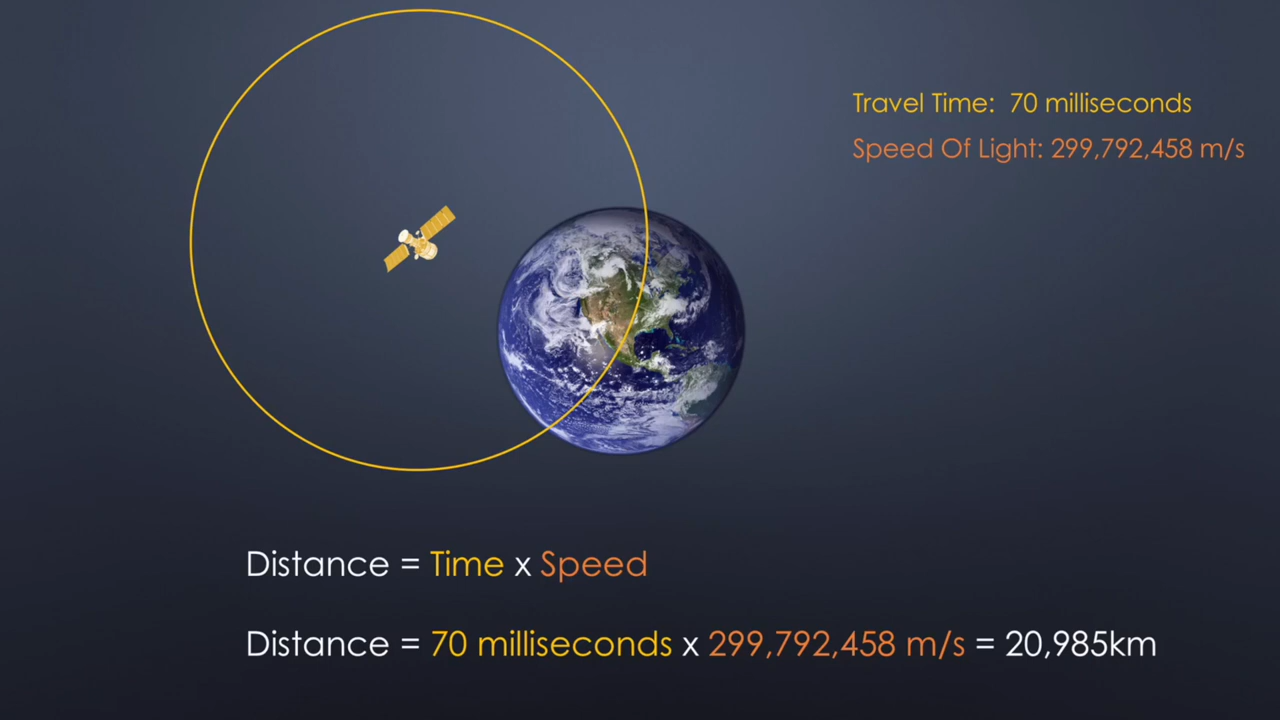 Travel Time: 70 milliseconds
Speed Of Light: 299,792,458 m/s
Distance = Time x Speed
Distance = 70 milliseconds x 299,792,458 m/s = 20,985km